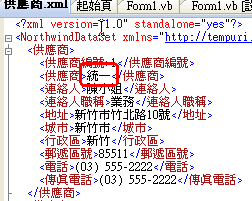 供應商.xml 起始頁 Form1.vb Form1.vb [設
<?xml version="1.0" standalone="yes"?>
<NorthwindDataSet xmlns="http://tempuri.
<供應商>
<供應商編號>1</供應商編號>
<供應商>統一</供應商>
<連絡人>陳小姐</連絡人>
<連絡人職稱>業務</連絡人職稱>
<地址>新竹市竹北路10號</地址>
<城市>新竹</城市>
<行政區>新竹</行政區>
<郵遞區號>85511</郵遞區號>
<電話>(03) 555-2222</電話>
<傳真電話>(03) 555-2222</傳真電話>
</供應商>